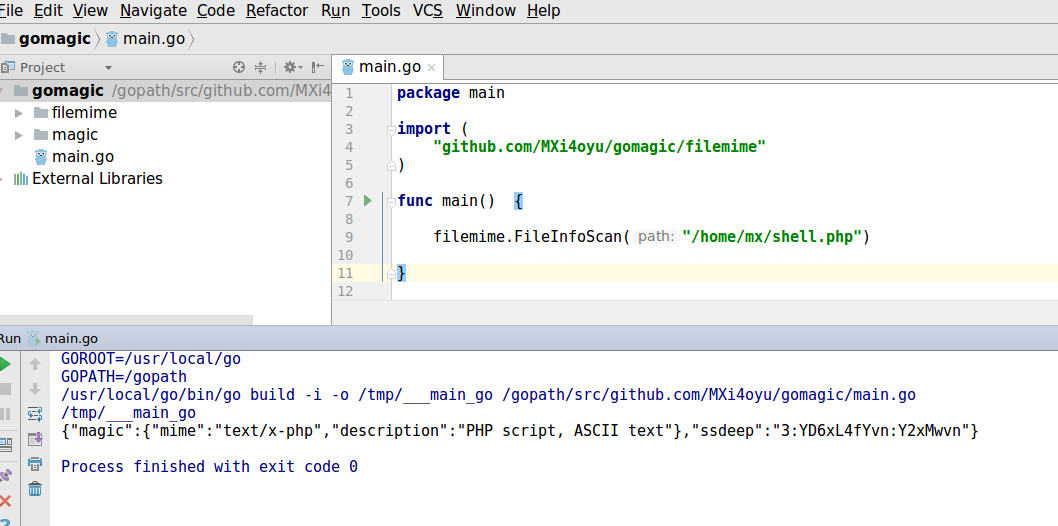 File Edit View Navigate Code Refactor Run Tools VCS Window Help
gomagic main.go
Project
main.go
gomagic /gopath/src/github.com/MXi4
filemime
magic
main.go
External Libraries
1 package main
2
3 import (
4 "github.com/MXi4oyu/gomagic/filemime"
5 )
6
7 func main() {
8
9 filemime.FileInfoScan( path: "/home/mx/shell.php")
10
11 }
12
Run main.go
GOROOT=/usr/local/go
GOPATH=/gopath
/usr/local/go/bin/go build -i -o /tmp/___main_go /gopath/src/github.com/MXi4oyu/gomagic/main.go
/tmp/___main_go
{"magic":{"mime":"text/x-php","description":"PHP script, ASCII text"},"ssdeep":"3:YD6xL4fYvn:Y2xMwvn"}
Process finished with exit code 0